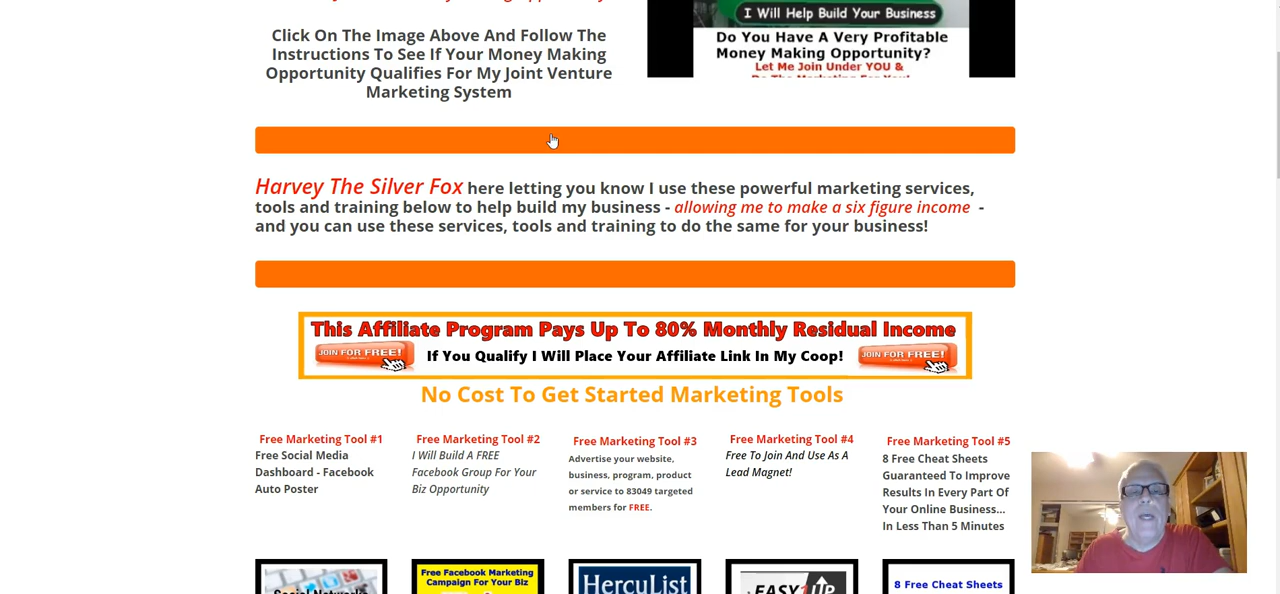 Click On The Image Above And Follow The
Instructions To See If Your Money Making
Opportunity Qualifies For My Joint Venture
Marketing System
I Will Help Build Your Business
Do You Have A Very Profitable
Money Making Opportunity?
Let Me Join Under YOU &
Harvey The Silver Fox here letting you know I use these powerful marketing services,
tools and training below to help build my business - allowing me to make a six figure income -
and you can use these services, tools and training to do the same for your business!
This Affiliate Program Pays Up To 80% Monthly Residual Income
JOIN FOR FREE!
If You Qualify I Will Place Your Affiliate Link In My Coop!
JOIN FOR FREE!
No Cost To Get Started Marketing Tools
Free Marketing Tool #1
Free Social Media
Dashboard - Facebook
Auto Poster
Free Marketing Tool #2
I Will Build A FREE
Facebook Group For Your
Biz Opportunity
Free Marketing Tool #3
Advertise your website,
business, program, product
or service to 83049 targeted
members for FREE.
Free Marketing Tool #4
Free To Join And Use As A
Lead Magnet!
Free Marketing Tool #5
8 Free Cheat Sheets
Guaranteed To Improve
Results In Every Part Of
Your Online Business...
In Less Than 5 Minutes
Social Networks
Free Facebook Marketing
Campaign For Your Biz
HercuList
EASY1UP
8 Free Cheat Sheets